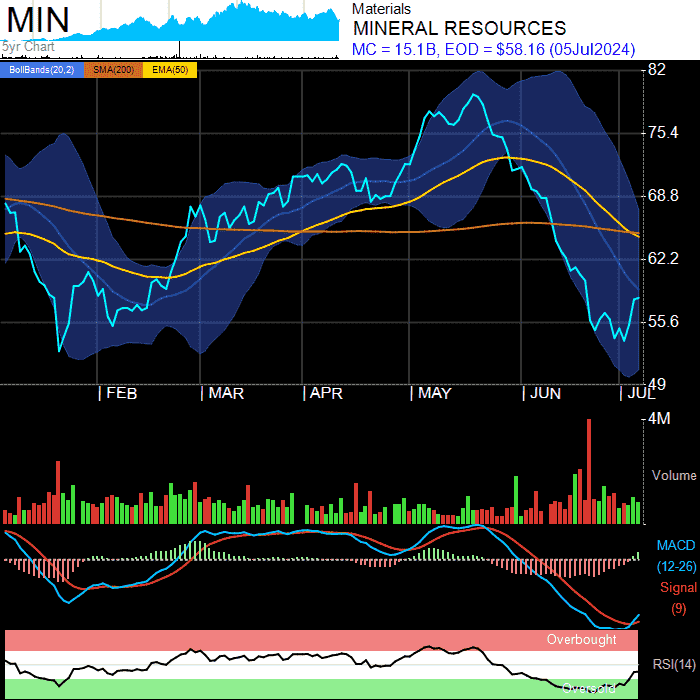 MIN
5yr Chart
Materials
MINERAL RESOURCES
MC = 15.1B, EOD = $58.16 (05Jul2024)
BollBands(20,2) SMA(200) EMA(50)
82
75.4
68.8
62.2
55.6
49
FEB MAR APR MAY JUN JUL
4M
Volume
MACD
(12-26)
Signal
(9)
Overbought
RSI(14)
Oversold